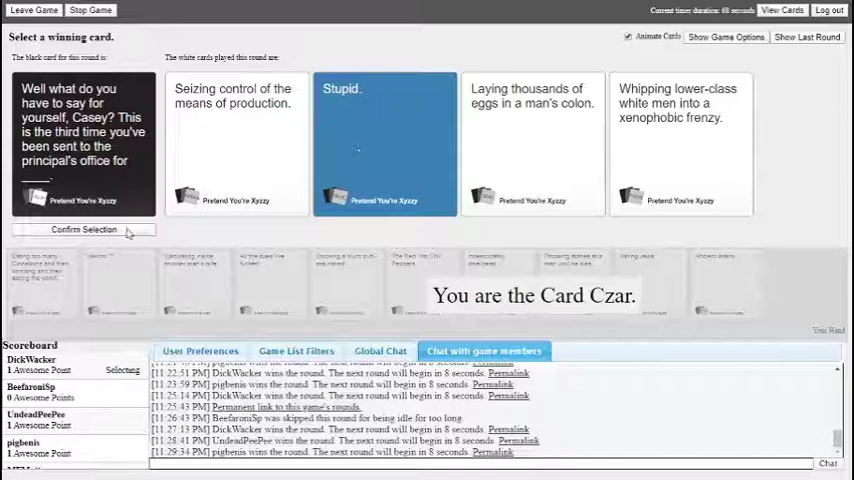 Leave Game
Stop Game
Current timer duration: 68 seconds
View Cards
Log out
Select a winning card.
Animate Cards
Show Game Options
Show Last Round
The black card for this round is:
The white cards played this round are:
Well what do you
have to say for
yourself, Casey? This
is the third time you've
been sent to the
principal's office for
____.
Pretend You're Xyzzy
Seizing control of the
means of production.
Pretend You're Xyzzy
Stupid.
Pretend You're Xyzzy
Laying thousands of
eggs in a man's colon.
Pretend You're Xyzzy
Whipping lower-class
white men into a
xenophobic frenzy.
Pretend You're Xyzzy
Confirm Selection
You are the Card Czar.
Your Hand
Scoreboard
DickWacker
1 Awesome Point
Selecting
BeefaroniSp
0 Awesome Points
UndeadPeePee
1 Awesome Point
pigbenis
1 Awesome Point
User Preferences
Game List Filters
Global Chat
Chat with game members
[11:22:51 PM] DickWacker wins the round. The next round will begin in 8 seconds. Permalink
[11:23:59 PM] pigbenis wins the round. The next round will begin in 8 seconds. Permalink
[11:25:14 PM] DickWacker wins the round. The next round will begin in 8 seconds. Permalink
[11:25:43 PM] Permanent link to this game's rounds.
[11:26:43 PM] BeefaroniSp was skipped this round for being idle for too long.
[11:27:13 PM] DickWacker wins the round. The next round will begin in 8 seconds. Permalink
[11:28:41 PM] UndeadPeePee wins the round. The next round will begin in 8 seconds. Permalink
[11:29:34 PM] pigbenis wins the round. The next round will begin in 8 seconds. Permalink
Chat